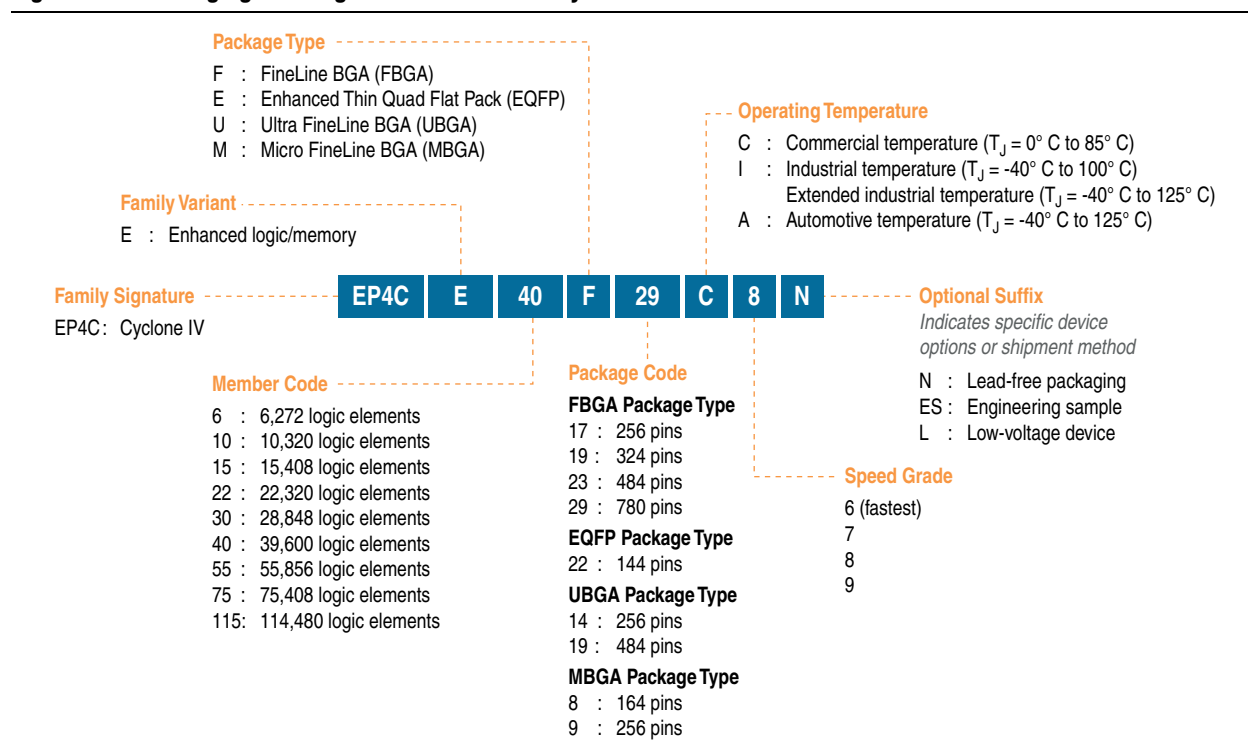 Package Type
F : FineLine BGA (FBGA)
E : Enhanced Thin Quad Flat Pack (EQFP)
U : Ultra FineLine BGA (UBGA)
M : Micro FineLine BGA (MBGA)
Operating Temperature
C : Commercial temperature (TJ = 0° C to 85° C)
I : Industrial temperature (TJ = -40° C to 100° C)
Extended industrial temperature (TJ = -40° C to 125° C)
A : Automotive temperature (TJ = -40° C to 125° C)
Family Variant
E : Enhanced logic/memory
Family Signature
EP4C : Cyclone IV
EP4C E 40 F 29 C 8 N
Optional Suffix
Indicates specific device
options or shipment method
N : Lead-free packaging
ES : Engineering sample
L : Low-voltage device
Member Code
6 : 6,272 logic elements
10 : 10,320 logic elements
15 : 15,408 logic elements
22 : 22,320 logic elements
30 : 28,848 logic elements
40 : 39,600 logic elements
55 : 55,856 logic elements
75 : 75,408 logic elements
115: 114,480 logic elements
Package Code
FBGA Package Type
17 : 256 pins
19 : 324 pins
23 : 484 pins
29 : 780 pins
EQFP Package Type
22 : 144 pins
UBGA Package Type
14 : 256 pins
19 : 484 pins
MBGA Package Type
8 : 164 pins
9 : 256 pins
Speed Grade
6 (fastest)
7
8
9